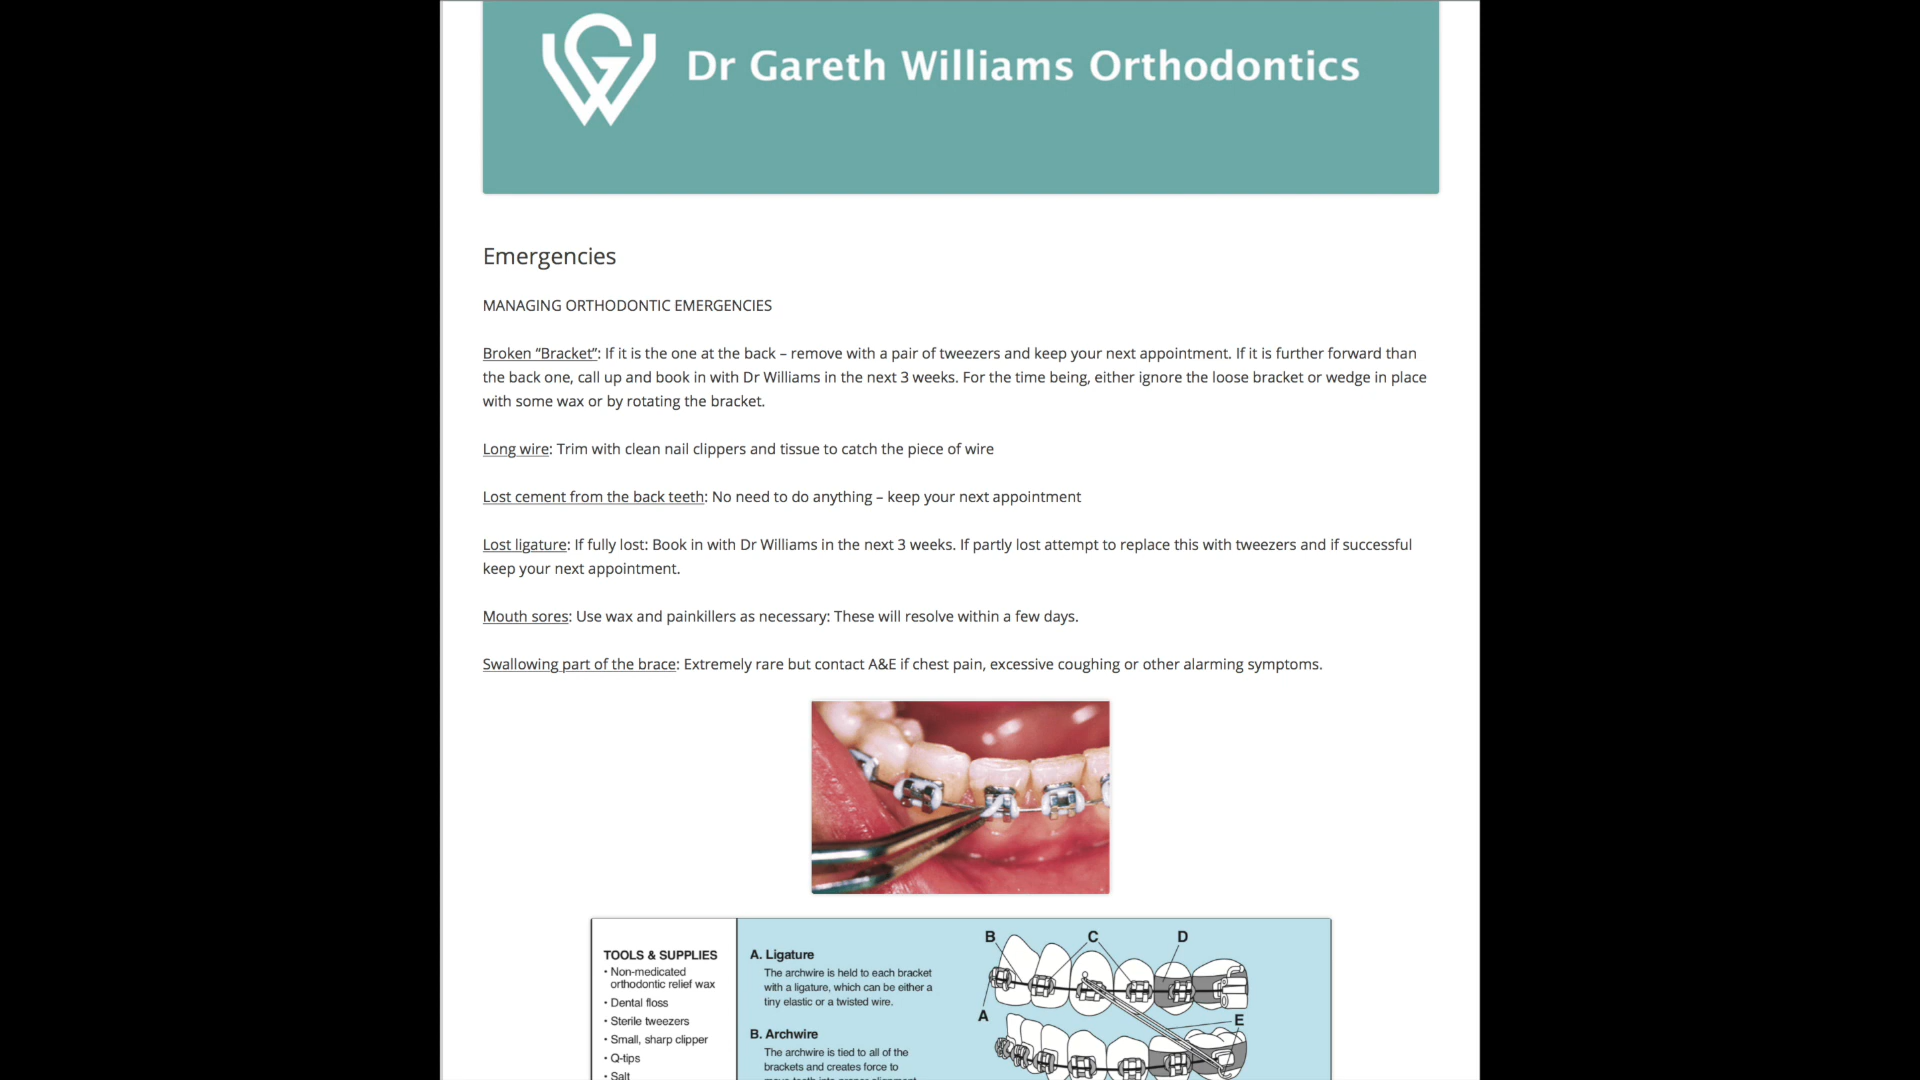 Dr Gareth Williams Orthodontics
Emergencies
MANAGING ORTHODONTIC EMERGENCIES
Broken “Bracket”: If it is the one at the back – remove with a pair of tweezers and keep your next appointment. If it is further forward than
the back one, call up and book in with Dr Williams in the next 3 weeks. For the time being, either ignore the loose bracket or wedge in place
with some wax or by rotating the bracket.
Long wire: Trim with clean nail clippers and tissue to catch the piece of wire
Lost cement from the back teeth: No need to do anything – keep your next appointment
Lost ligature: If fully lost: Book in with Dr Williams in the next 3 weeks. If partly lost attempt to replace this with tweezers and if successful
keep your next appointment.
Mouth sores: Use wax and painkillers as necessary: These will resolve within a few days.
Swallowing part of the brace: Extremely rare but contact A&E if chest pain, excessive coughing or other alarming symptoms.
TOOLS & SUPPLIES
• Non-medicated
orthodontic relief wax
• Dental floss
• Sterile tweezers
• Small, sharp clipper
• Q-tips
• Salt
A. Ligature
The archwire is held to each bracket
with a ligature, which can be either a
tiny elastic or a twisted wire.
B. Archwire
The archwire is tied to all of the
brackets and creates force to
move teeth into proper alignment.
B
C
D
A
E